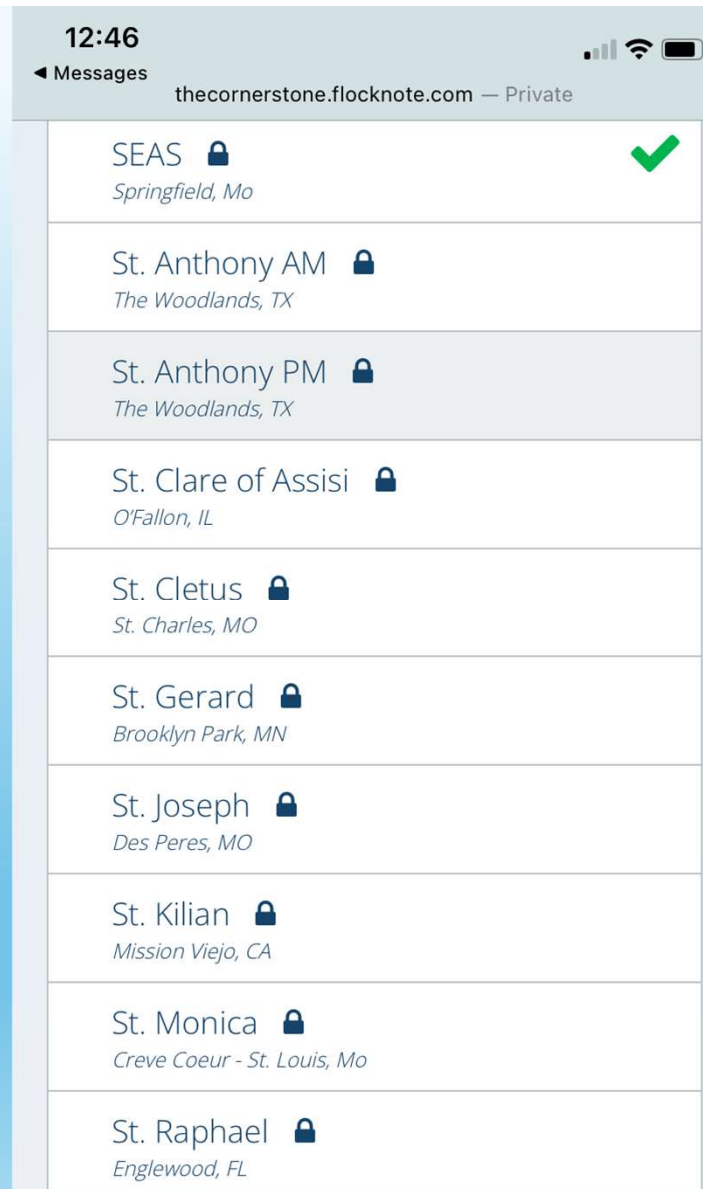 12:46
Messages
thecornerstone.flocknote.com — Private
SEAS
Springfield, Mo
St. Anthony AM
The Woodlands, TX
St. Anthony PM
The Woodlands, TX
St. Clare of Assisi
O'Fallon, IL
St. Cletus
St. Charles, MO
St. Gerard
Brooklyn Park, MN
St. Joseph
Des Peres, MO
St. Kilian
Mission Viejo, CA
St. Monica
Creve Coeur - St. Louis, Mo
St. Raphael
Englewood, FL